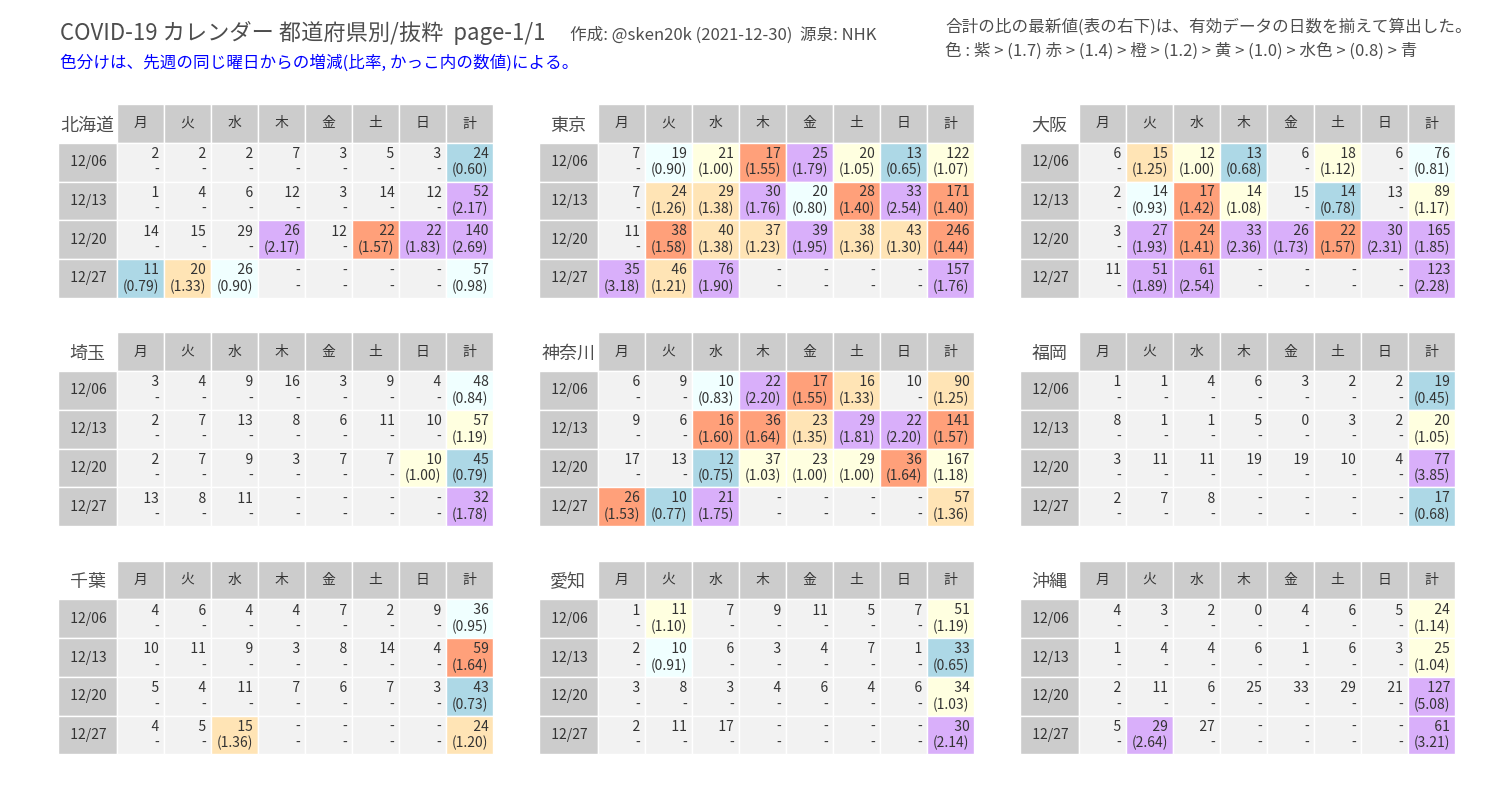 COVID-19 カレンダー 都道府県別/抜粋 page-1/1 作成: @sken20k (2021-12-30) 源泉: NHK
色分けは、先週の同じ曜日からの増減(比率, かっこ内の数値)による。
合計の比の最新値(表の右下)は、有効データの日数を揃えて算出した。
色 : 紫 > (1.7) 赤 > (1.4) > 橙 > (1.2) > 黄 > (1.0) > 水色 > (0.8) > 青
北海道 月 火 水 木 金 土 日 計
12/06 2 2 2 7 3 5 3 24
- - - - - - - (0.60)
12/13 1 4 6 12 3 14 12 52
- - - - - - - (2.17)
12/20 14 15 29 26 12 22 22 140
- - - (2.17) - (1.57) (1.83) (2.69)
12/27 11 20 26 - - - - 57
(0.79) (1.33) (0.90) - - - - (0.98)
東京 月 火 水 木 金 土 日 計
12/06 7 19 21 17 25 20 13 122
- (0.90) (1.00) (1.55) (1.79) (1.05) (0.65) (1.07)
12/13 7 24 29 30 20 28 33 171
- (1.26) (1.38) (1.76) (0.80) (1.40) (2.54) (1.40)
12/20 11 38 40 37 39 38 43 246
- (1.58) (1.38) (1.23) (1.95) (1.36) (1.30) (1.44)
12/27 35 46 76 - - - - 157
(3.18) (1.21) (1.90) - - - - (1.76)
大阪 月 火 水 木 金 土 日 計
12/06 6 15 12 13 6 18 6 76
- (1.25) (1.00) (0.68) - (1.12) - (0.81)
12/13 2 14 17 14 15 14 13 89
- (0.93) (1.42) (1.08) - (0.78) - (1.17)
12/20 3 27 24 33 26 22 30 165
- (1.93) (1.41) (2.36) (1.73) (1.57) (2.31) (1.85)
12/27 11 51 61 - - - - 123
- (1.89) (2.54) - - - - (2.28)
埼玉 月 火 水 木 金 土 日 計
12/06 3 4 9 16 3 9 4 48
- - - - - - - (0.84)
12/13 2 7 13 8 6 11 10 57
- - - - - - - (1.19)
12/20 2 7 9 3 7 7 10 45
- - - - - - (1.00) (0.79)
12/27 13 8 11 - - - - 32
- - - - - - - (1.78)
神奈川 月 火 水 木 金 土 日 計
12/06 6 9 10 22 17 16 10 90
- - (0.83) (2.20) (1.55) (1.33) - (1.25)
12/13 9 6 16 36 23 29 22 141
- - (1.60) (1.64) (1.35) (1.81) (2.20) (1.57)
12/20 17 13 12 37 23 29 36 167
- - (0.75) (1.03) (1.00) (1.00) (1.64) (1.18)
12/27 26 10 21 - - - - 57
(1.53) (0.77) (1.75) - - - - (1.36)
福岡 月 火 水 木 金 土 日 計
12/06 1 1 4 6 3 2 2 19
- - - - - - - (0.45)
12/13 8 1 1 5 0 3 2 20
- - - - - - - (1.05)
12/20 3 11 11 19 19 10 4 77
- - - - - - - (3.85)
12/27 2 7 8 - - - - 17
- - - - - - - (0.68)
千葉 月 火 水 木 金 土 日 計
12/06 4 6 4 4 7 2 9 36
- - - - - - - (0.95)
12/13 10 11 9 3 8 14 4 59
- - - - - - - (1.64)
12/20 5 4 11 7 6 7 3 43
- - - - - - - (0.73)
12/27 4 5 15 - - - - 24
- - (1.36) - - - - (1.20)
愛知 月 火 水 木 金 土 日 計
12/06 1 11 7 9 11 5 7 51
- (1.10) - - - - - (1.19)
12/13 2 10 6 3 4 7 1 33
- (0.91) - - - - - (0.65)
12/20 3 8 3 4 6 4 6 34
- - - - - - - (1.03)
12/27 2 11 17 - - - - 30
- - - - - - - (2.14)
沖縄 月 火 水 木 金 土 日 計
12/06 4 3 2 0 4 6 5 24
- - - - - - - (1.14)
12/13 1 4 4 6 1 6 3 25
- - - - - - - (1.04)
12/20 2 11 6 25 33 29 21 127
- - - - - - - (5.08)
12/27 5 29 27 - - - - 61
- (2.64) - - - - - (3.21)